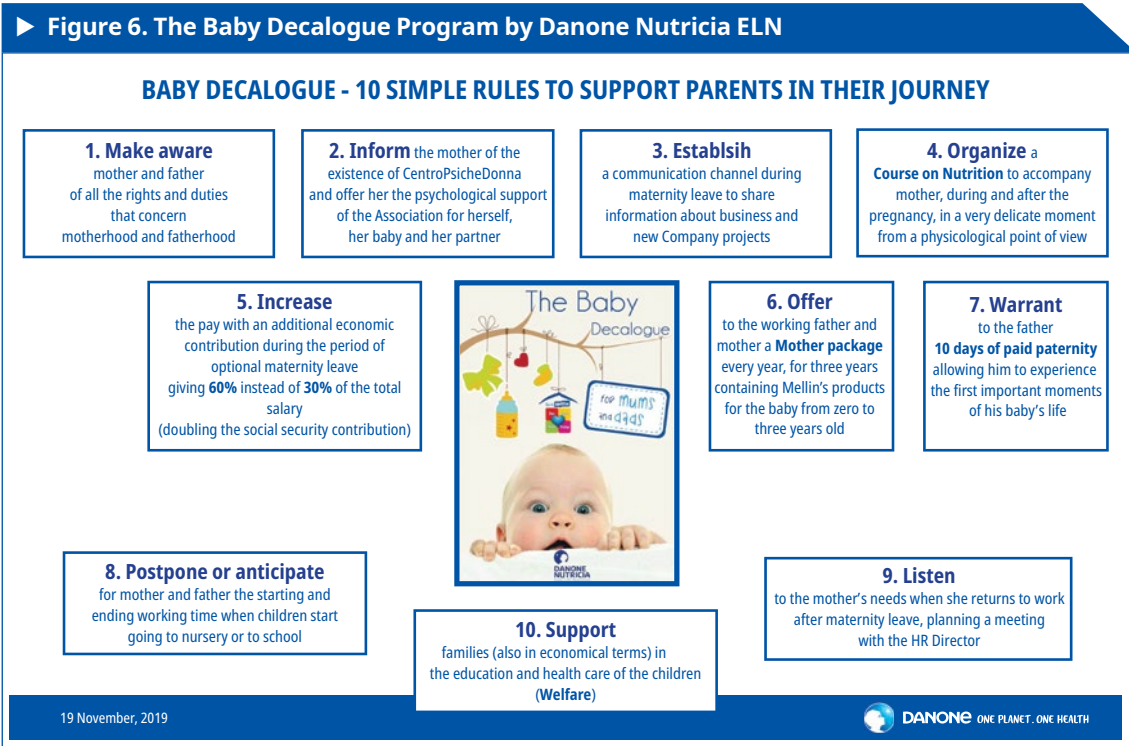 ▶ Figure 6. The Baby Decalogue Program by Danone Nutricia ELN
BABY DECALOGUE - 10 SIMPLE RULES TO SUPPORT PARENTS IN THEIR JOURNEY
1. Make aware
mother and father
of all the rights and duties
that concern
motherhood and fatherhood
2. Inform the mother of the
existence of CentroPsicheDonna
and offer her the psychological support
of the Association for herself,
her baby and her partner
3. Establsih
a communication channel during
maternity leave to share
information about business and
new Company projects
4. Organize a
Course on Nutrition to accompany
mother, during and after the
pregnancy, in a very delicate moment
from a physicological point of view
5. Increase
the pay with an additional economic
contribution during the period of
optional maternity leave
giving 60% instead of 30% of the total
salary
(doubling the social security contribution)
The Baby
Decalogue
for mums
and dads
DANONE
NUTRICIA
6. Offer
to the working father and
mother a Mother package
every year, for three years
containing Mellin's products
for the baby from zero to
three years old
7. Warrant
to the father
10 days of paid paternity
allowing him to experience
the first important moments
of his baby's life
8. Postpone or anticipate
for mother and father the starting and
ending working time when children start
going to nursery or to school
9. Listen
to the mother's needs when she returns to work
after maternity leave, planning a meeting
with the HR Director
10. Support
families (also in economical terms) in
the education and health care of the children
(Welfare)
19 November, 2019
DANONE ONE PLANET. ONE HEALTH